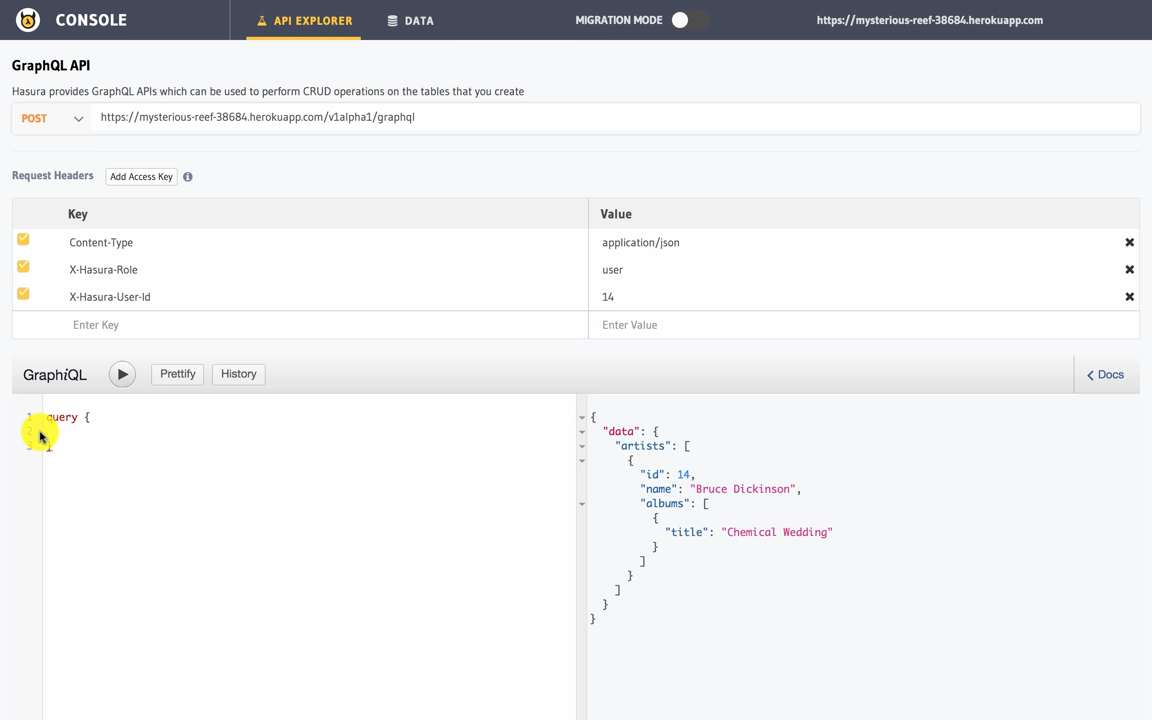 CONSOLE
API EXPLORER
DATA
MIGRATION MODE
https://mysterious-reef-38684.herokuapp.com
GraphQL API
Hasura provides GraphQL APIs which can be used to perform CRUD operations on the tables that you create
POST
https://mysterious-reef-38684.herokuapp.com/v1alpha1/graphql
Request Headers
Add Access Key
Key Value
Content-Type application/json
X-Hasura-Role user
X-Hasura-User-Id 14
Enter Key Enter Value
GraphiQL
Prettify
History
Docs
1 query {
2
3 }
{
"data": {
"artists": [
{
"id": 14,
"name": "Bruce Dickinson",
"albums": [
{
"title": "Chemical Wedding"
}
]
}
]
}
}